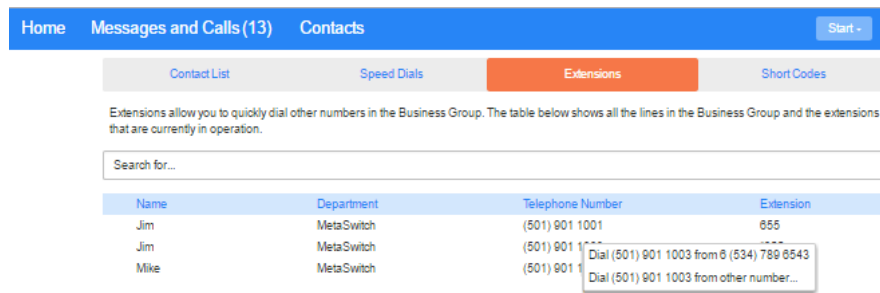 Home Messages and Calls (13) Contacts Start
Contact List Speed Dials Extensions Short Codes
Extensions allow you to quickly dial other numbers in the Business Group. The table below shows all the lines in the Business Group and the extensions
that are currently in operation.
Search for...
Name Department Telephone Number Extension
Jim MetaSwitch (501) 901 1001 655
Jim MetaSwitch (501) 901
Mike MetaSwitch (501) 901
Dial (501) 901 1003 from 6 (534) 789 6543
Dial (501) 901 1003 from other number...